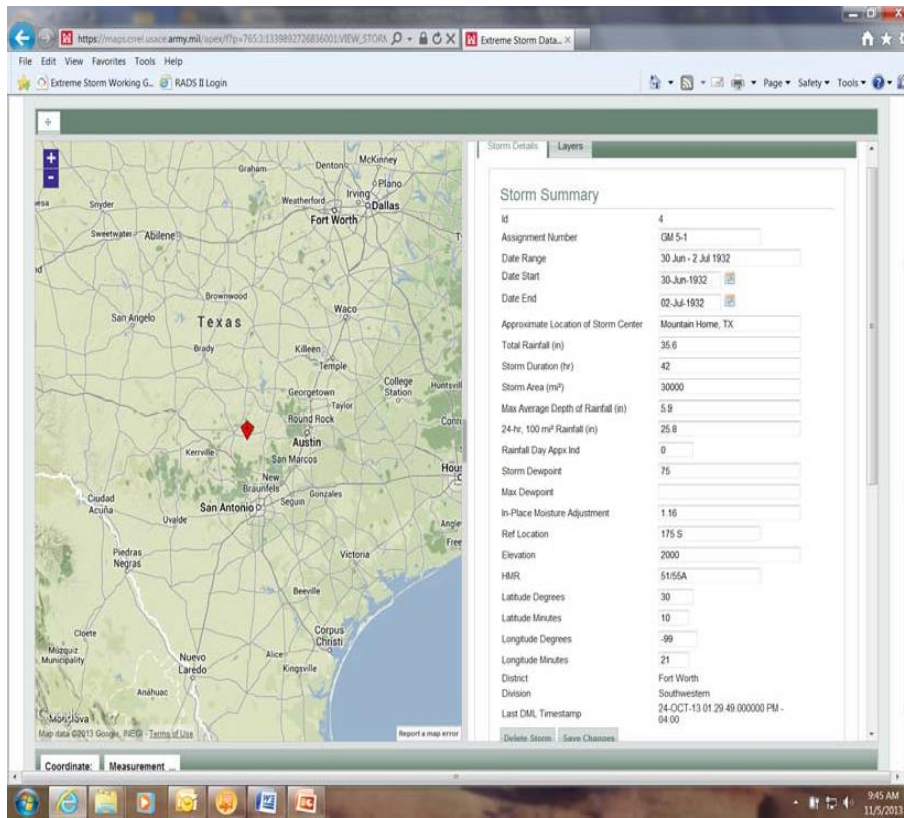 https://maps.crrel.usace.army.mil/apex/f?p=765:3:1339892726836001:VIEW_STORM
Extreme Storm Data...
File Edit View Favorites Tools Help
Extreme Storm Working G... RADS II Login
Page Safety Tools
+
-
Graham
Denton
McKinney
Plano
Irving
Weatherford
Dallas
Fort Worth
Snyder
Sweetwater
Abilene
Brownwood
Waco
San Angelo
Texas
Brady
Killeen
Temple
College Station
Huntsvil
Georgetown
Taylor
Round Rock
Conr
Austin
Kerrville
San Marcos
Hou
New Braunfels
San Antonio
Seguin
Gonzales
Ciudad Acuña
Uvalde
Angle
Free
Piedras Negras
Victoria
Beeville
Cloete
Múzquiz Municipality
Corpus Christi
Nuevo Laredo
Alice
Kingsville
Anáhuac
Monclova
Map data ©2013 Google, INEGI - Terms of Use
Report a map error
Storm Details Layers
Storm Summary
Id 4
Assignment Number GM 5-1
Date Range 30 Jun - 2 Jul 1932
Date Start 30-Jun-1932
Date End 02-Jul-1932
Approximate Location of Storm Center Mountain Home, TX
Total Rainfall (in) 35.6
Storm Duration (hr) 42
Storm Area (mi²) 30000
Max Average Depth of Rainfall (in) 5.9
24-hr, 100 mi² Rainfall (in) 25.8
Rainfall Day Appx Ind 0
Storm Dewpoint 75
Max Dewpoint
In-Place Moisture Adjustment 1.16
Ref Location 175 S
Elevation 2000
HMR 51/55A
Latitude Degrees 30
Latitude Minutes 10
Longitude Degrees -99
Longitude Minutes 21
District Fort Worth
Division Southwestern
Last DML Timestamp 24-OCT-13 01.29.49.000000 PM -04:00
Delete Storm Save Changes
Coordinate: Measurement ...
9:45 AM
11/5/2013